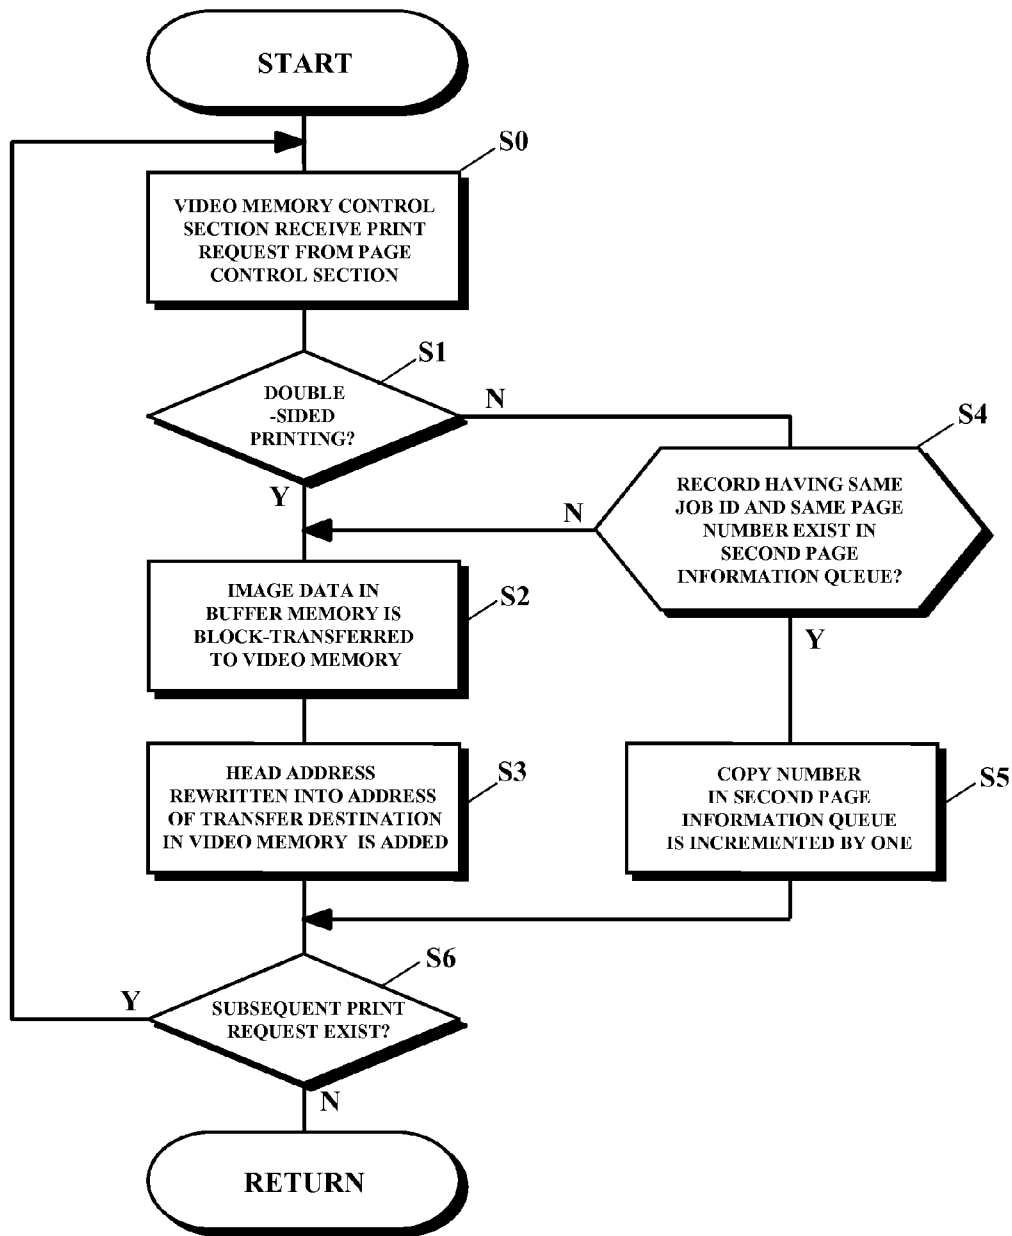 START
S0
VIDEO MEMORY CONTROL
SECTION RECEIVE PRINT
REQUEST FROM PAGE
CONTROL SECTION
S1
DOUBLE
-SIDED
PRINTING?
N
Y
S4
RECORD HAVING SAME
JOB ID AND SAME PAGE
NUMBER EXIST IN
SECOND PAGE
INFORMATION QUEUE?
N
Y
S2
IMAGE DATA IN
BUFFER MEMORY IS
BLOCK-TRANSFERRED
TO VIDEO MEMORY
S3
HEAD ADDRESS
REWRITTEN INTO ADDRESS
OF TRANSFER DESTINATION
IN VIDEO MEMORY IS ADDED
S5
COPY NUMBER
IN SECOND PAGE
INFORMATION QUEUE
IS INCREMENTED BY ONE
S6
SUBSEQUENT PRINT
REQUEST EXIST?
Y
N
RETURN